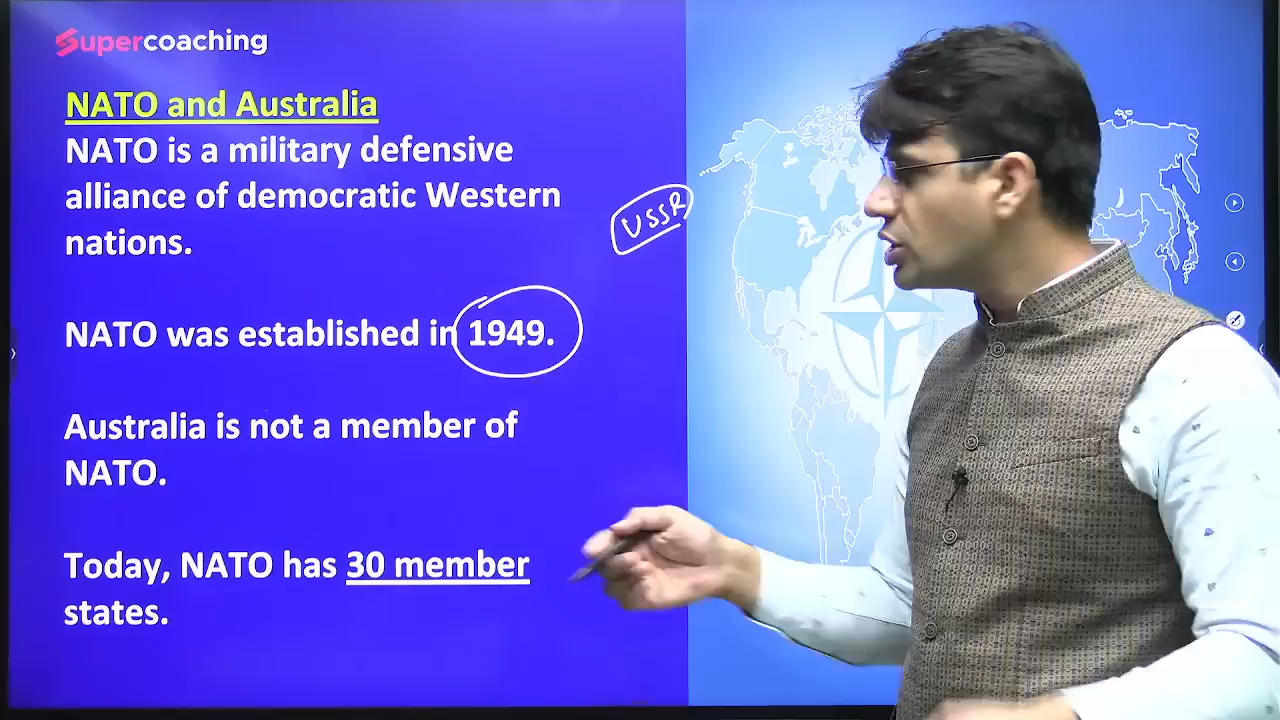 Supercoaching
NATO and Australia
NATO is a military defensive
alliance of democratic Western
nations.
USSR
NATO was established in 1949.
Australia is not a member of
NATO.
Today, NATO has 30 member
states.